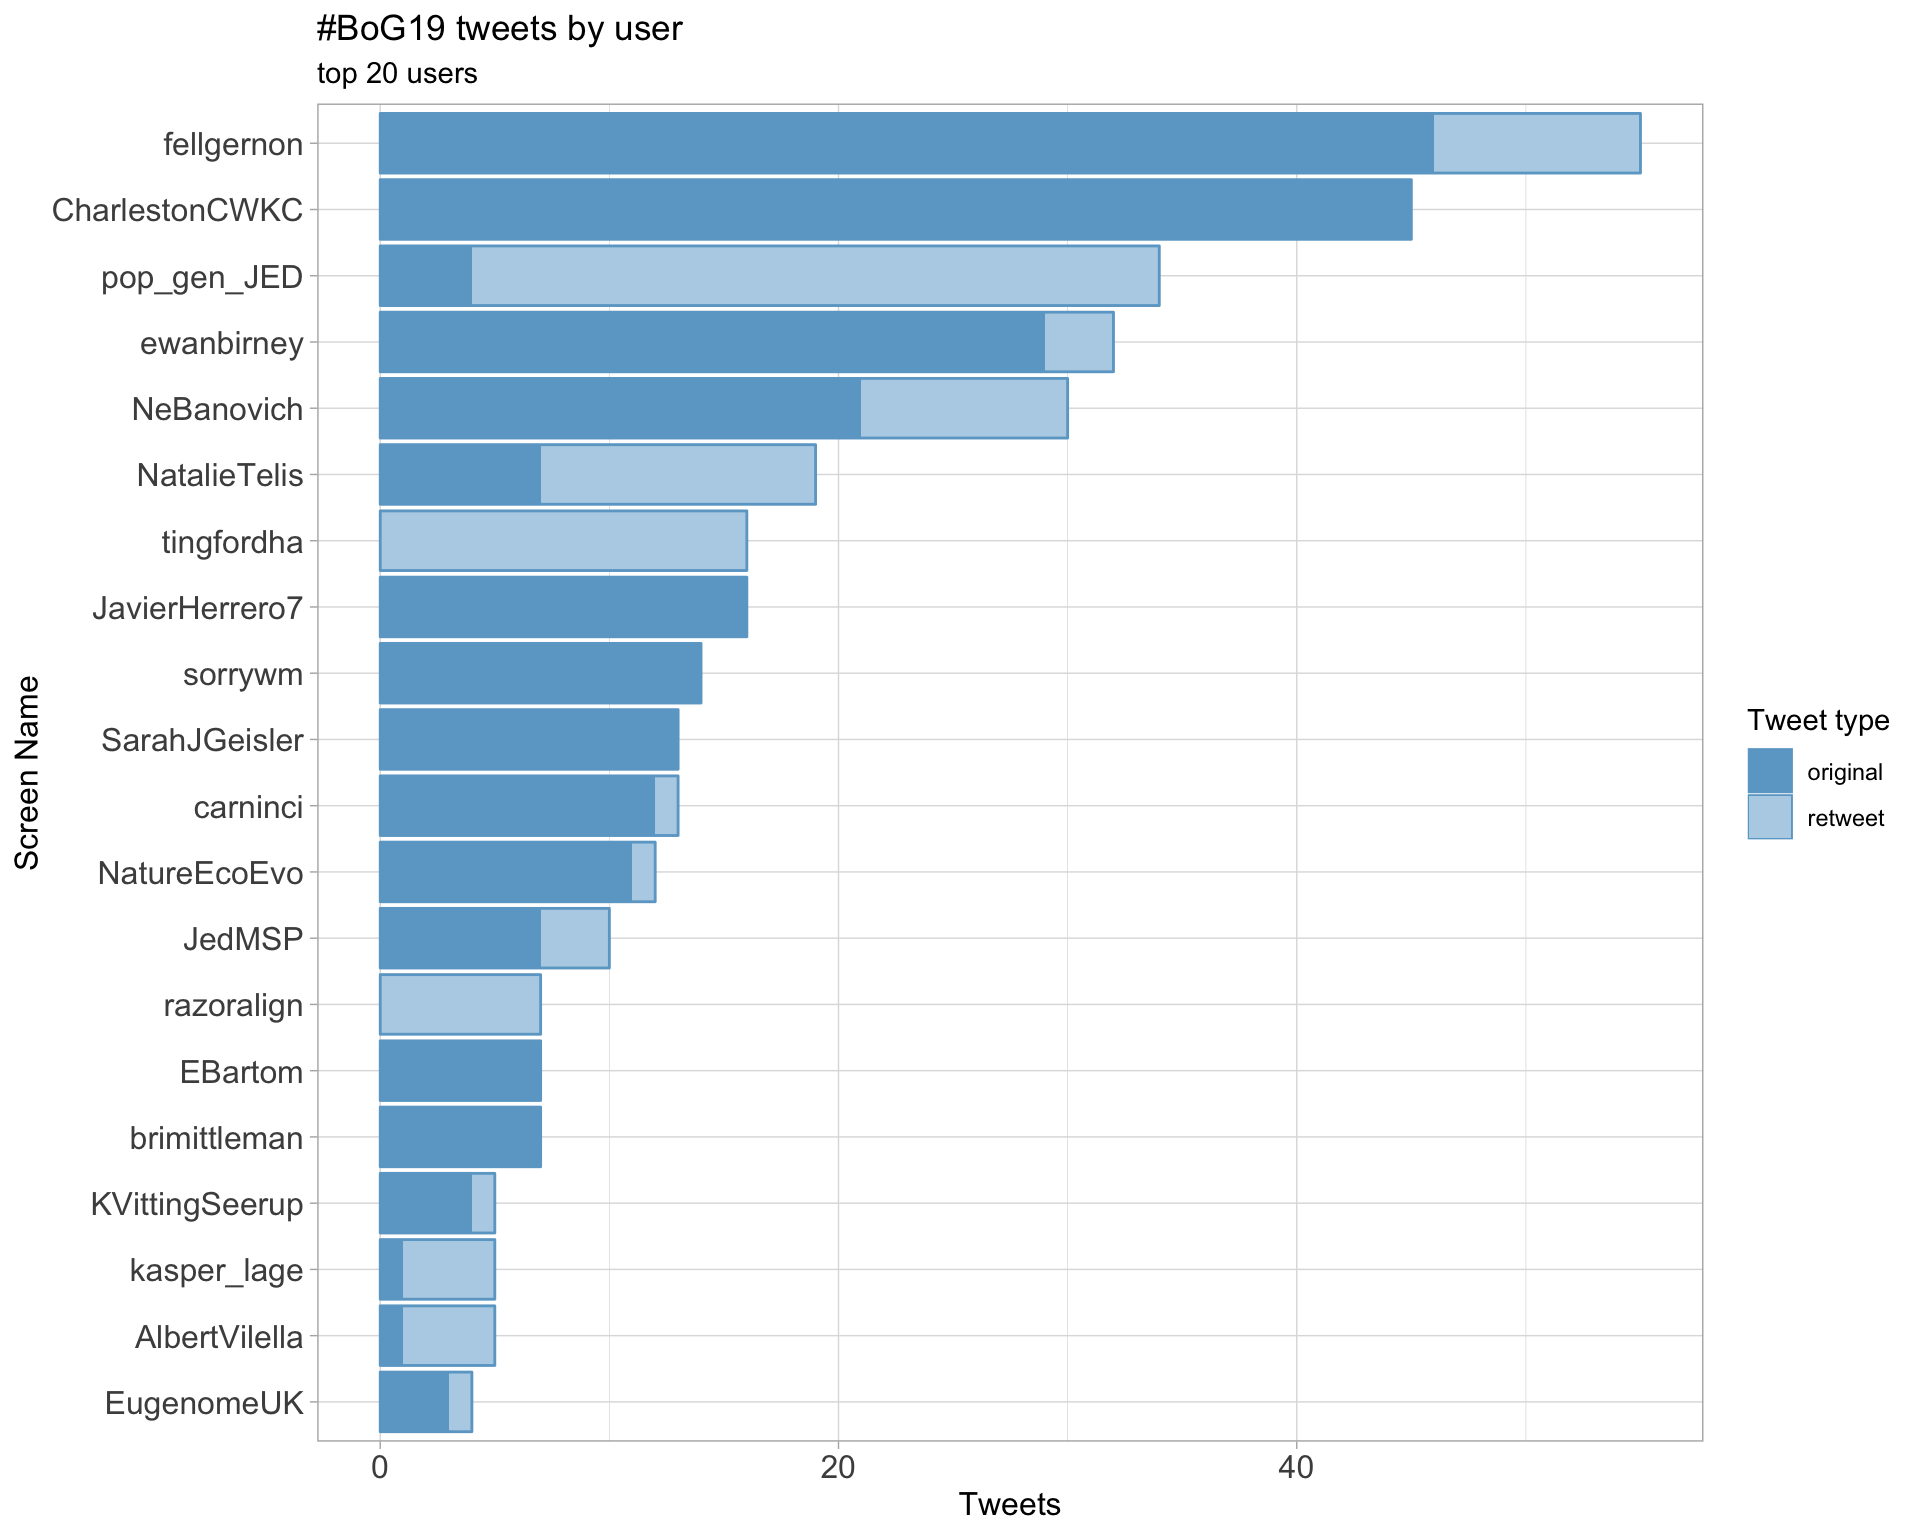 #BoG19 tweets by user
top 20 users
fellgernon
CharlestonCWKC
pop_gen_JED
ewanbirney
NeBanovich
NatalieTelis
tingfordha
JavierHerrero7
sorrywm
SarahJGeisler
carninci
NatureEcoEvo
JedMSP
razoralign
EBartom
brimittleman
KVittingSeerup
kasper_lage
AlbertVilella
EugenomeUK
Screen Name
0 20 40
Tweets
Tweet type
original
retweet